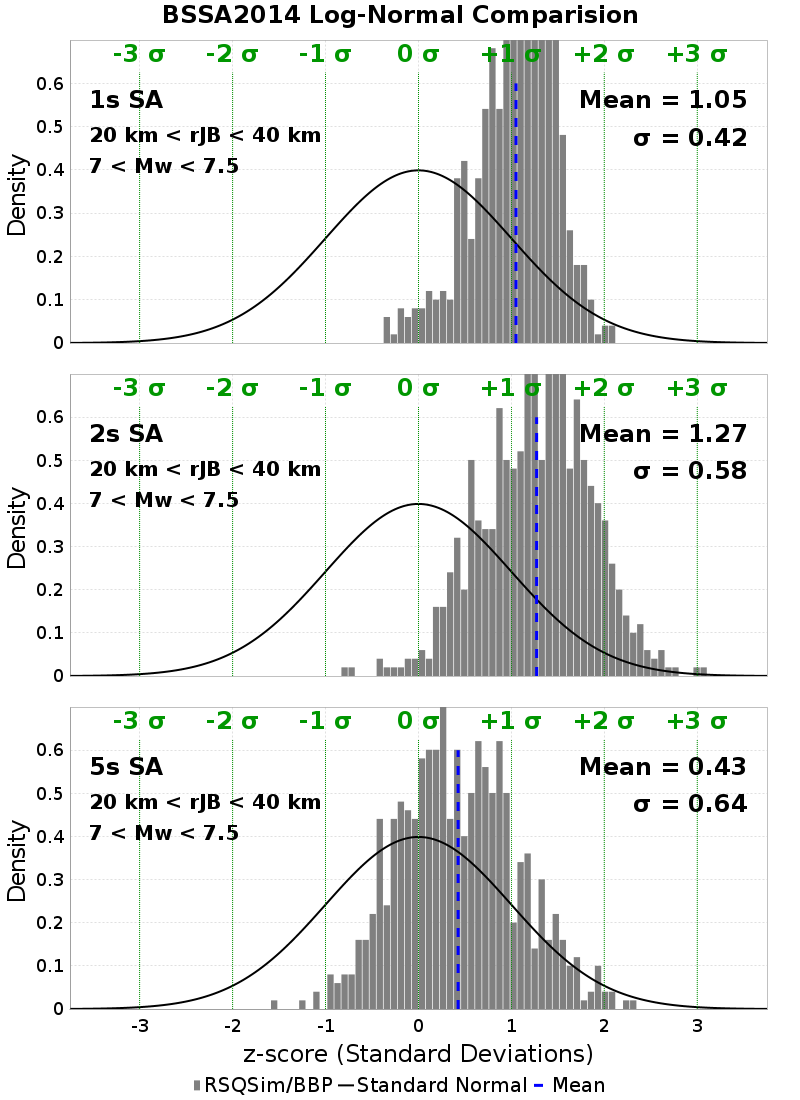 BSSA2014 Log-Normal Comparision
-3 σ -2 σ -1 σ 0 σ +1 σ +2 σ +3 σ
0.6
0.5
0.4
0.3
0.2
0.1
0
Density
1s SA
20 km < rJB < 40 km
7 < Mw < 7.5
Mean = 1.05
σ = 0.42
-3 σ -2 σ -1 σ 0 σ +1 σ +2 σ +3 σ
0.6
0.5
0.4
0.3
0.2
0.1
0
Density
2s SA
20 km < rJB < 40 km
7 < Mw < 7.5
Mean = 1.27
σ = 0.58
-3 σ -2 σ -1 σ 0 σ +1 σ +2 σ +3 σ
0.6
0.5
0.4
0.3
0.2
0.1
0
Density
5s SA
20 km < rJB < 40 km
7 < Mw < 7.5
Mean = 0.43
σ = 0.64
-3 -2 -1 0 1 2 3
z-score (Standard Deviations)
RSQSim/BBP Standard Normal Mean